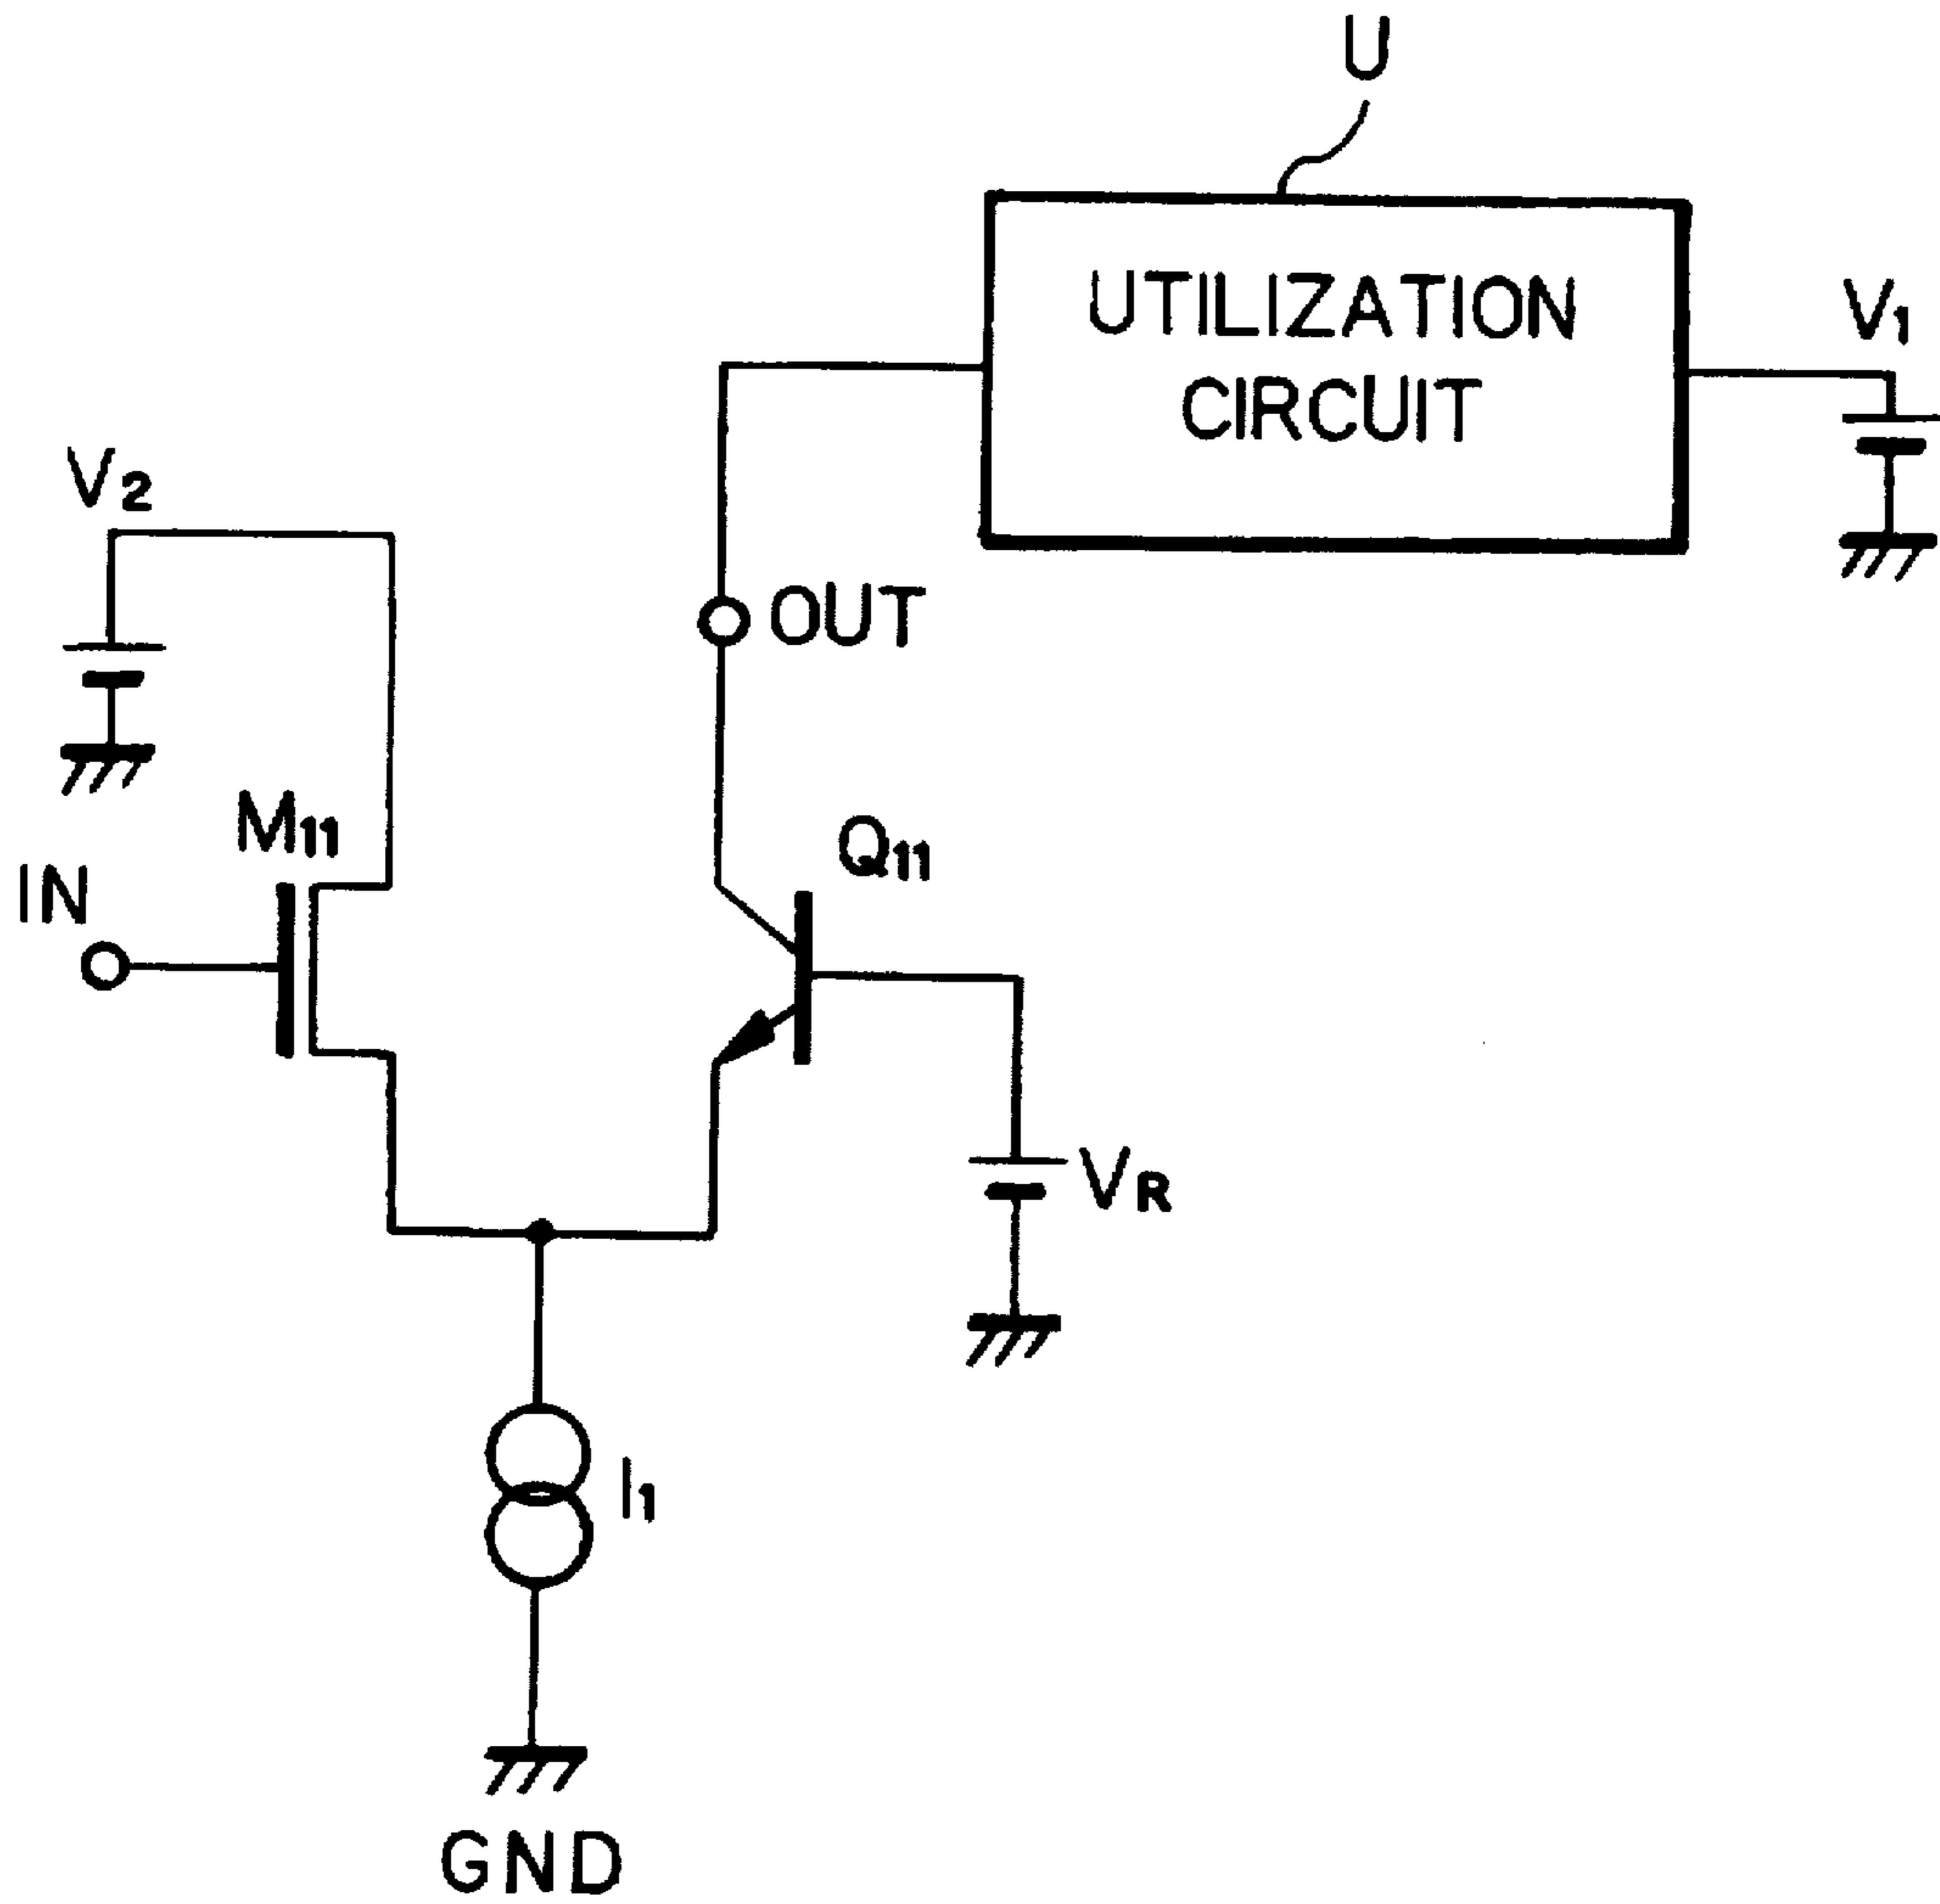 U
UTILIZATION
CIRCUIT
V1
V2
OUT
M11
Q11
IN
VR
I1
GND